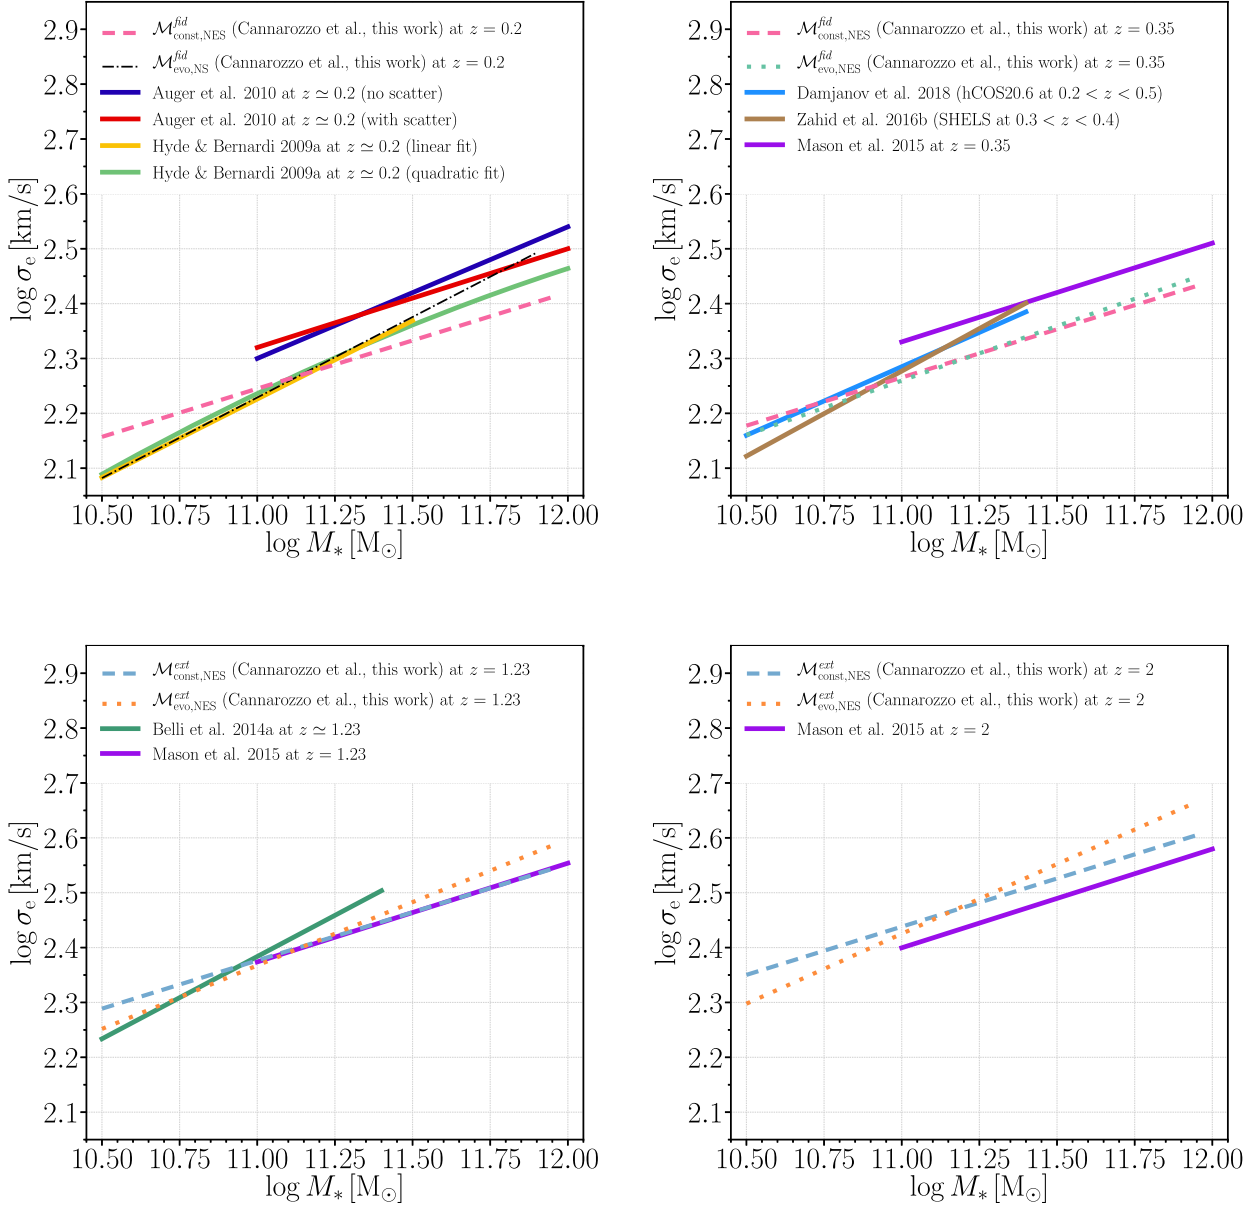 2.9
2.8
2.7
2.6
2.5
2.4
2.3
2.2
2.1
log σe [km/s]
ℳ^fid_const,NES (Cannarozzo et al., this work) at z = 0.2
ℳ^fid_evo,NS (Cannarozzo et al., this work) at z = 0.2
Auger et al. 2010 at z ≃ 0.2 (no scatter)
Auger et al. 2010 at z ≃ 0.2 (with scatter)
Hyde & Bernardi 2009a at z ≃ 0.2 (linear fit)
Hyde & Bernardi 2009a at z ≃ 0.2 (quadratic fit)
10.50 10.75 11.00 11.25 11.50 11.75 12.00
log M* [M⊙]
2.9
2.8
2.7
2.6
2.5
2.4
2.3
2.2
2.1
log σe [km/s]
ℳ^fid_const,NES (Cannarozzo et al., this work) at z = 0.35
ℳ^fid_evo,NES (Cannarozzo et al., this work) at z = 0.35
Damjanov et al. 2018 (hCOS20.6 at 0.2 < z < 0.5)
Zahid et al. 2016b (SHELS at 0.3 < z < 0.4)
Mason et al. 2015 at z = 0.35
10.50 10.75 11.00 11.25 11.50 11.75 12.00
log M* [M⊙]
2.9
2.8
2.7
2.6
2.5
2.4
2.3
2.2
2.1
log σe [km/s]
ℳ^ext_const,NES (Cannarozzo et al., this work) at z = 1.23
ℳ^ext_evo,NES (Cannarozzo et al., this work) at z = 1.23
Belli et al. 2014a at z ≃ 1.23
Mason et al. 2015 at z = 1.23
10.50 10.75 11.00 11.25 11.50 11.75 12.00
log M* [M⊙]
2.9
2.8
2.7
2.6
2.5
2.4
2.3
2.2
2.1
log σe [km/s]
ℳ^ext_const,NES (Cannarozzo et al., this work) at z = 2
ℳ^ext_evo,NES (Cannarozzo et al., this work) at z = 2
Mason et al. 2015 at z = 2
10.50 10.75 11.00 11.25 11.50 11.75 12.00
log M* [M⊙]